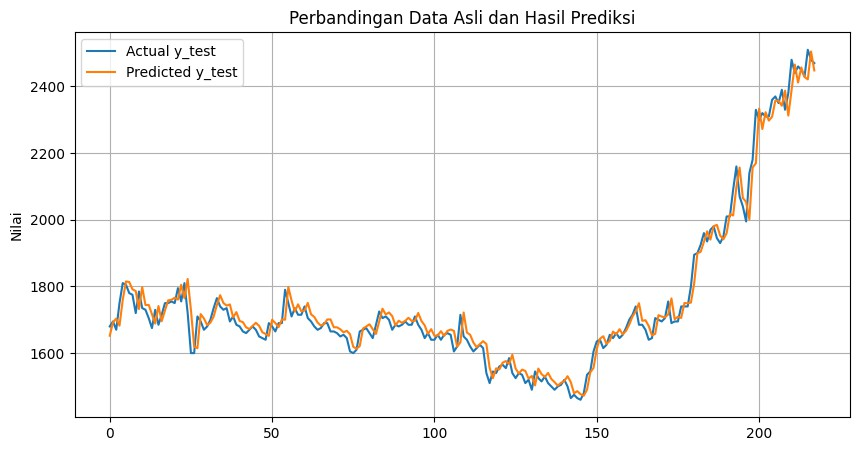 Perbandingan Data Asli dan Hasil Prediksi
Actual y_test
Predicted y_test
Nilai
2400
2200
2000
1800
1600
0
50
100
150
200